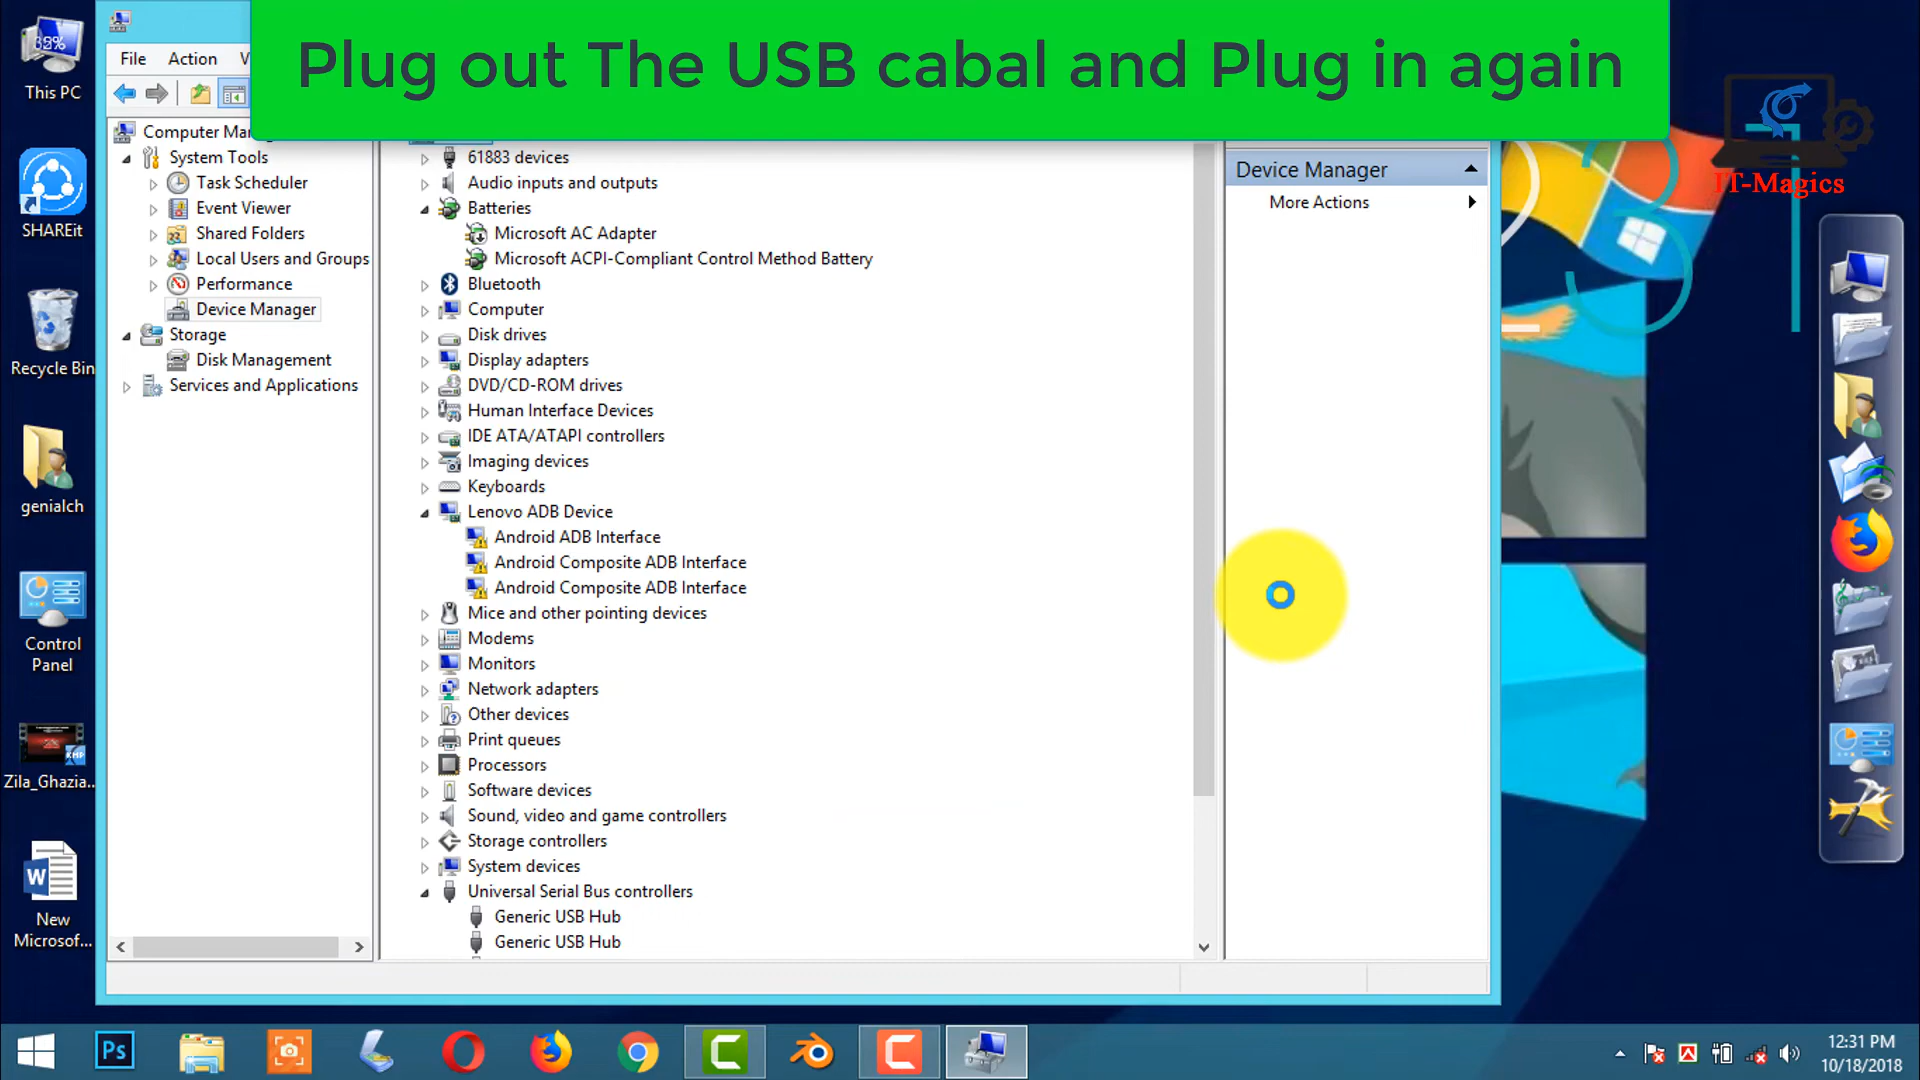 Plug out The USB cabal and Plug in again
32%
This PC
SHAREit
Recycle Bin
genialch
Control
Panel
Zila_Ghazia...
New
Microsof...
File
Action
Computer Man
System Tools
Task Scheduler
Event Viewer
Shared Folders
Local Users and Groups
Performance
Device Manager
Storage
Disk Management
Services and Applications
61883 devices
Audio inputs and outputs
Batteries
Microsoft AC Adapter
Microsoft ACPI-Compliant Control Method Battery
Bluetooth
Computer
Disk drives
Display adapters
DVD/CD-ROM drives
Human Interface Devices
IDE ATA/ATAPI controllers
Imaging devices
Keyboards
Lenovo ADB Device
Android ADB Interface
Android Composite ADB Interface
Android Composite ADB Interface
Mice and other pointing devices
Modems
Monitors
Network adapters
Other devices
Print queues
Processors
Software devices
Sound, video and game controllers
Storage controllers
System devices
Universal Serial Bus controllers
Generic USB Hub
Generic USB Hub
Device Manager
More Actions
IT-Magics
Ps
12:31 PM
10/18/2018